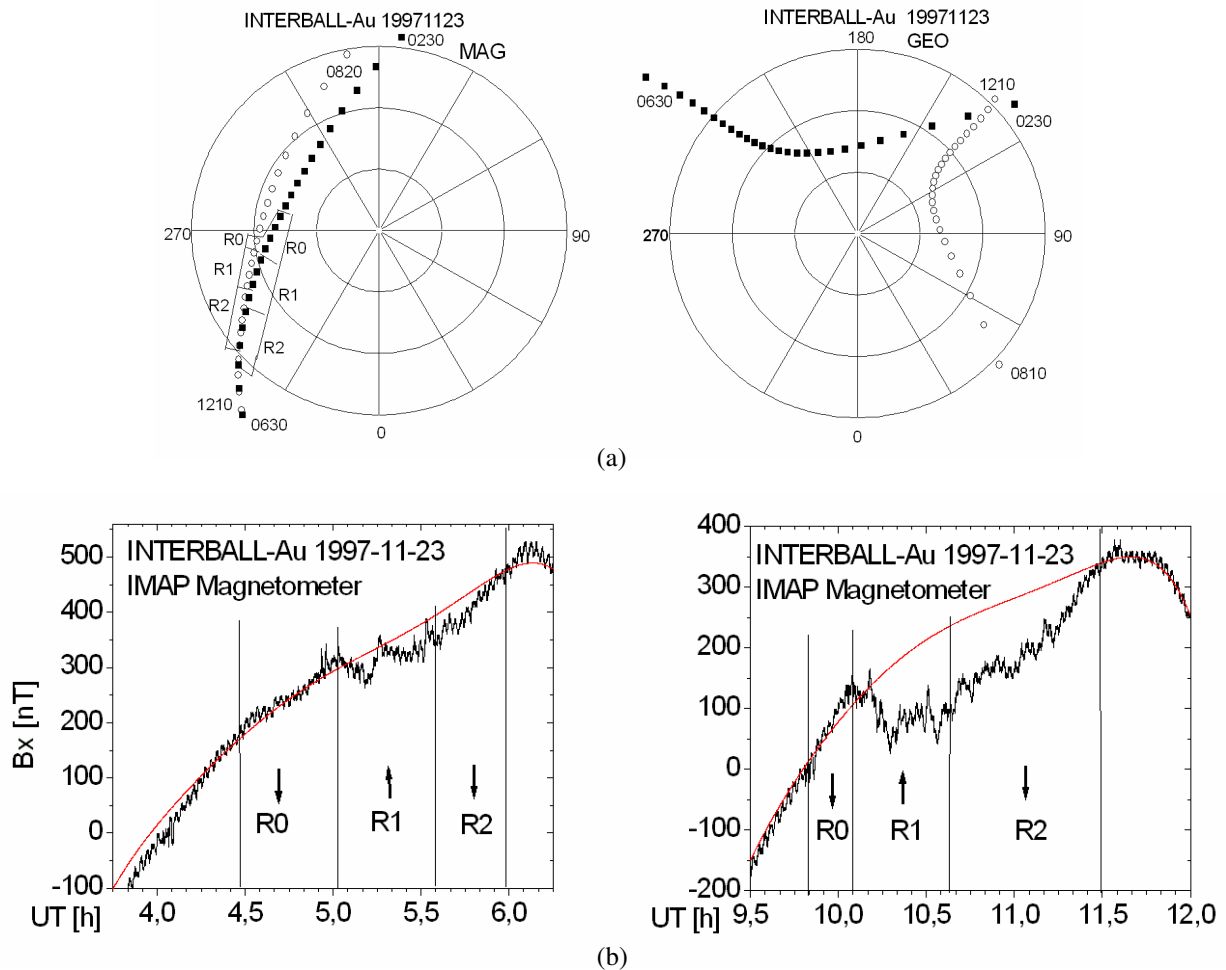 INTERBALL-Au 19971123
MAG
0230
0820
270
90
R0
R1
R2
R0
R1
R2
1210
0630
0
INTERBALL-Au 19971123
GEO
180
1210
0230
0630
270
90
0810
0
(a)
INTERBALL-Au 1997-11-23
IMAP Magnetometer
Bx [nT]
500
400
300
200
100
0
-100
R0
R1
R2
UT [h]
4,0
4,5
5,0
5,5
6,0
INTERBALL-Au 1997-11-23
IMAP Magnetometer
400
300
200
100
0
-100
-200
R0
R1
R2
UT [h]
9,5
10,0
10,5
11,0
11,5
12,0
(b)